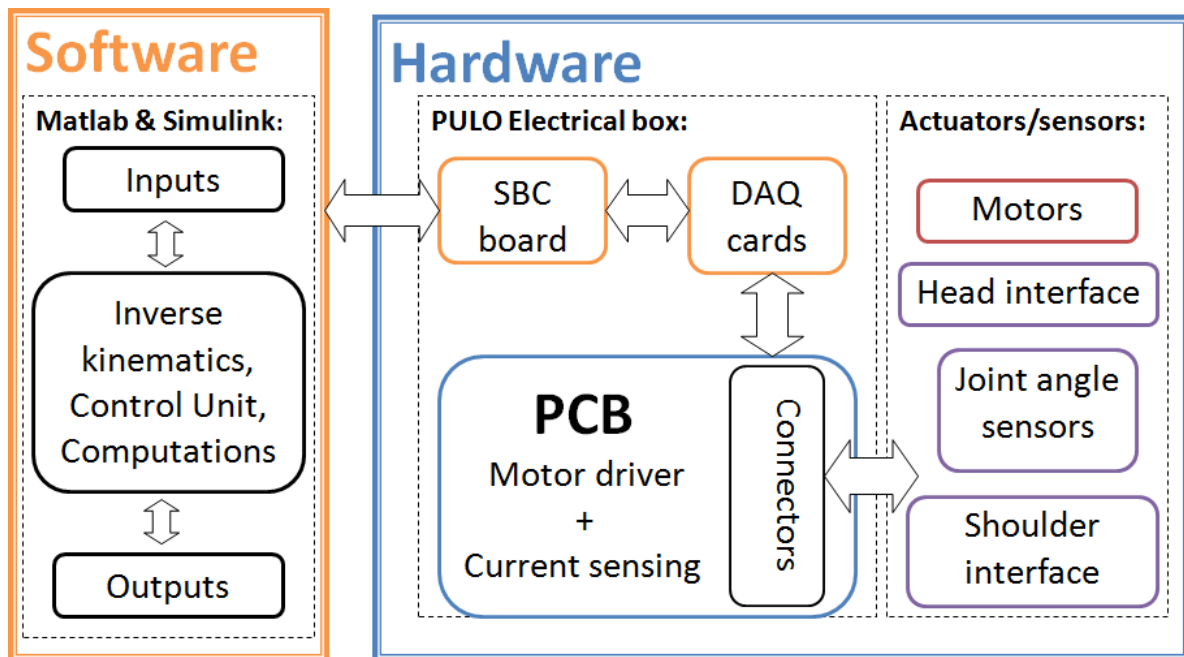 Software
Matlab & Simulink:
Inputs
Inverse
kinematics,
Control Unit,
Computations
Outputs
Hardware
PULO Electrical box:
SBC
board
DAQ
cards
PCB
Motor driver
+
Current sensing
Connectors
Actuators/sensors:
Motors
Head interface
Joint angle
sensors
Shoulder
interface